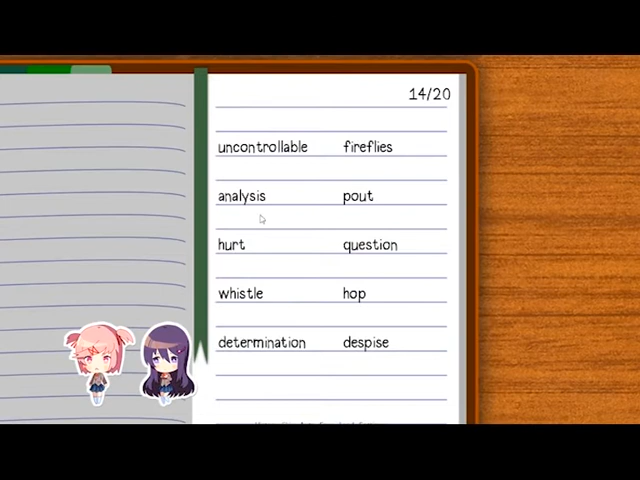 14/20
uncontrollable fireflies
analysis pout
hurt question
whistle hop
determination despise